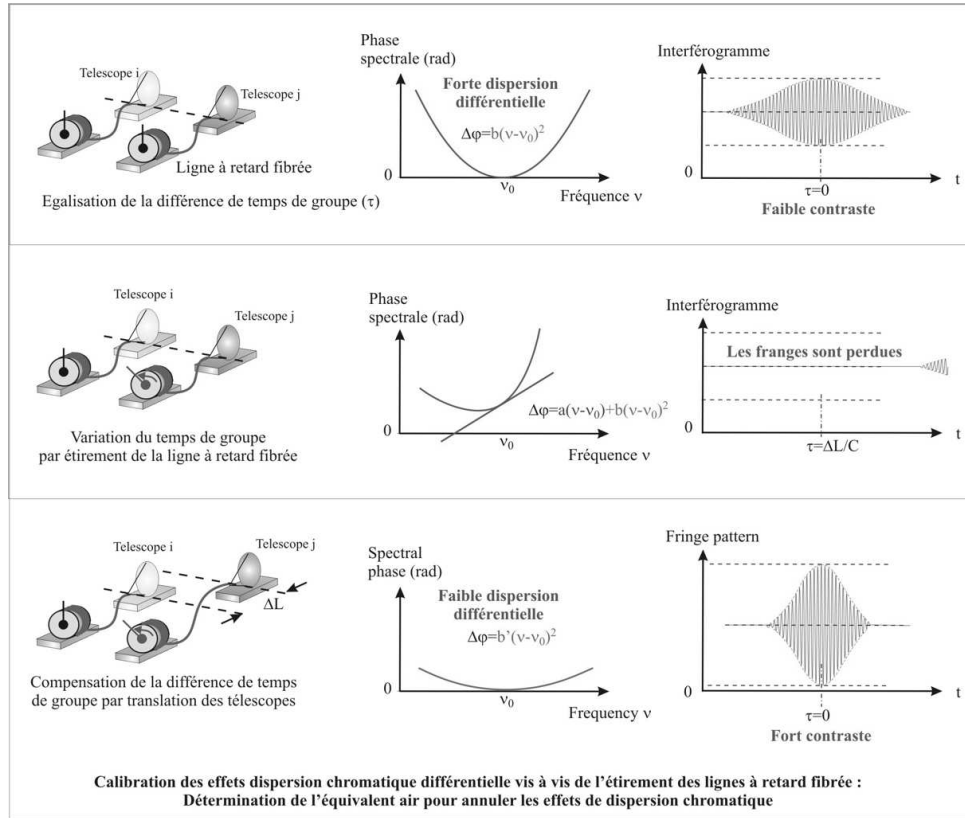 Telescope i
Telescope j
Ligne à retard fibrée
Egalisation de la différence de temps de groupe (τ)
Phase
spectrale (rad)
Forte dispersion
différentielle
Δφ=b(ν-ν₀)²
0
ν₀
Fréquence ν
Interférogramme
0
t
τ=0
Faible contraste
Telescope i
Telescope j
Variation du temps de groupe
par étirement de la ligne à retard fibrée
Phase
spectrale (rad)
Δφ=a(ν-ν₀)+b(ν-ν₀)²
0
ν₀
Fréquence ν
Interférogramme
Les franges sont perdues
0
t
τ=ΔL/C
Telescope i
Telescope j
ΔL
Compensation de la différence de temps
de groupe par translation des télescopes
Spectral
phase (rad)
Faible dispersion
différentielle
Δφ=b’(ν-ν₀)²
0
ν₀
Frequency ν
Fringe pattern
0
t
τ=0
Fort contraste
Calibration des effets dispersion chromatique différentielle vis à vis de l’étirement des lignes à retard fibrée :
Détermination de l’équivalent air pour annuler les effets de dispersion chromatique